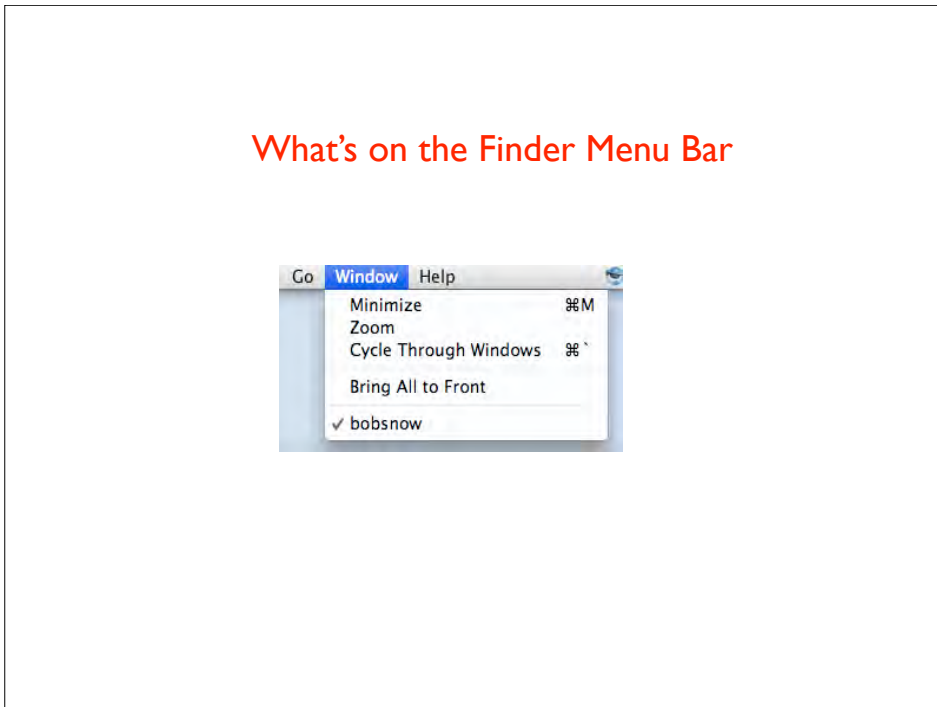 What's on the Finder Menu Bar
Go Window Help
Minimize ⌘M
Zoom
Cycle Through Windows ⌘`
Bring All to Front
✓ bobsnow